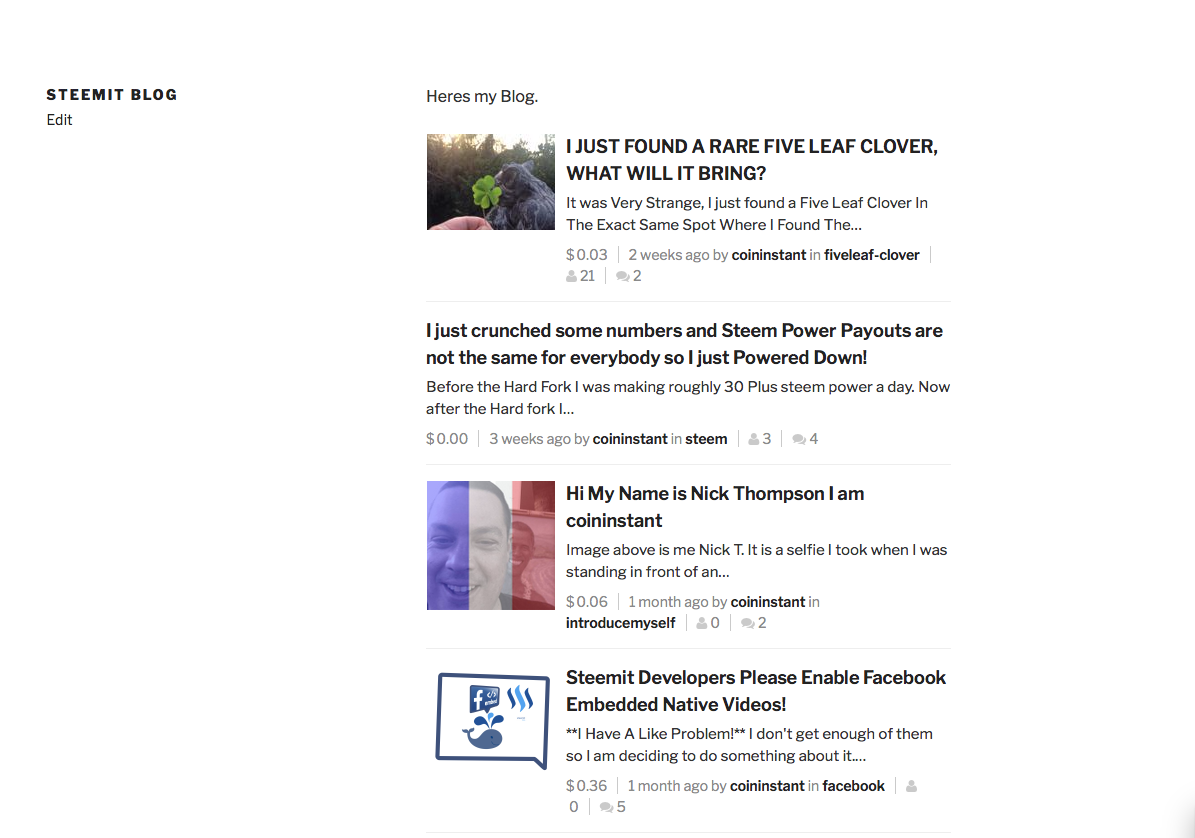 STEEMIT BLOG
Edit
Heres my Blog.
I JUST FOUND A RARE FIVE LEAF CLOVER,
WHAT WILL IT BRING?
It was Very Strange, I just found a Five Leaf Clover In
The Exact Same Spot Where I Found The...
$ 0.03 | 2 weeks ago by coininstant in fiveleaf-clover |
21 | 2
I just crunched some numbers and Steem Power Payouts are
not the same for everybody so I just Powered Down!
Before the Hard Fork I was making roughly 30 Plus steem power a day. Now
after the Hard fork I...
$ 0.00 | 3 weeks ago by coininstant in steem | 3 | 4
Hi My Name is Nick Thompson I am
coininstant
Image above is me Nick T. It is a selfie I took when I was
standing in front of an...
$ 0.06 | 1 month ago by coininstant in
introducemyself | 0 | 2
Steemit Developers Please Enable Facebook
Embedded Native Videos!
**I Have A Like Problem!** I don't get enough of them
so I am deciding to do something about it....
$ 0.36 | 1 month ago by coininstant in facebook |
0 | 5